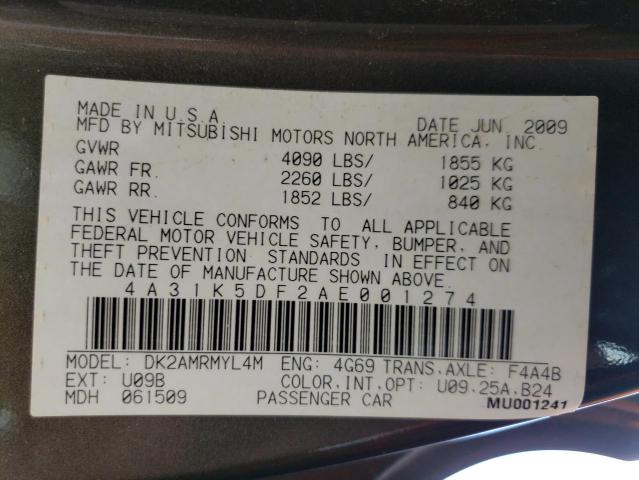 MADE IN U.S.A DATE JUN 2009
MFD BY MITSUBISHI MOTORS NORTH AMERICA, INC.
GVWR 4090 LBS/ 1855 KG
GAWR FR. 2260 LBS/ 1025 KG
GAWR RR. 1852 LBS/ 840 KG
THIS VEHICLE CONFORMS TO ALL APPLICABLE
FEDERAL MOTOR VEHICLE SAFETY, BUMPER, AND
THEFT PREVENTION STANDARDS IN EFFECT ON
THE DATE OF MANUFACTURE SHOWN ABOVE.
4A31K5DF2AE001274
MODEL: DK2AMRMYL4M ENG: 4G69 TRANS.AXLE: F4A4B
EXT: U09B COLOR.INT.OPT: U09.25A.B24
MDH 061509 PASSENGER CAR MU001241